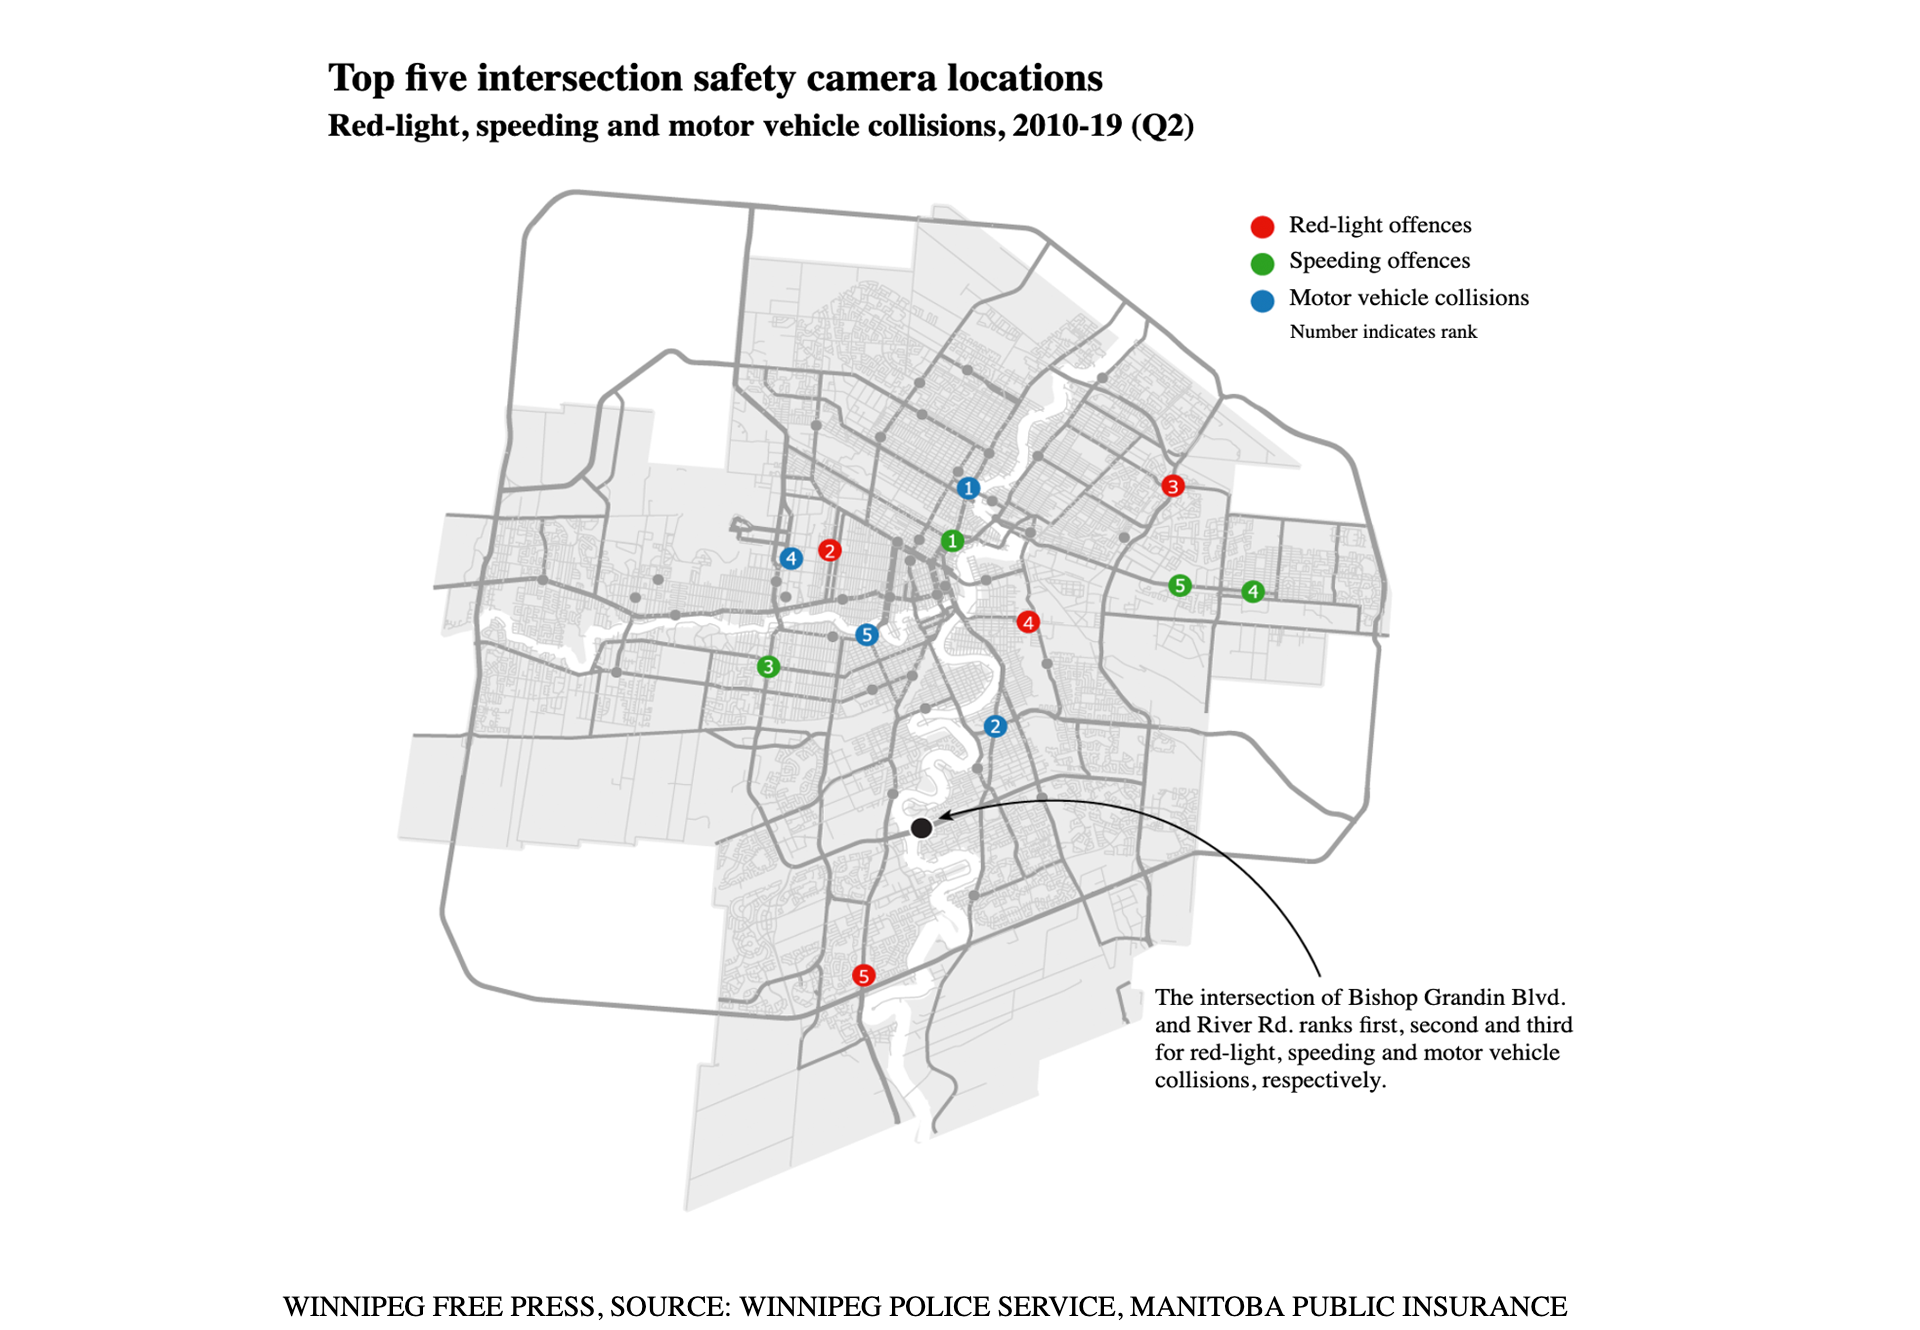 Top five intersection safety camera locations
Red-light, speeding and motor vehicle collisions, 2010-19 (Q2)
Red-light offences
Speeding offences
Motor vehicle collisions
Number indicates rank
1
3
1
4
2
5
4
4
5
3
2
5
The intersection of Bishop Grandin Blvd.
and River Rd. ranks first, second and third
for red-light, speeding and motor vehicle
collisions, respectively.
WINNIPEG FREE PRESS, SOURCE: WINNIPEG POLICE SERVICE, MANITOBA PUBLIC INSURANCE